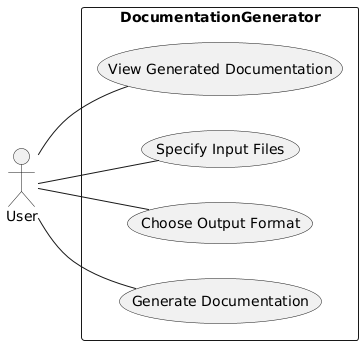 DocumentationGenerator
View Generated Documentation
Specify Input Files
User
Choose Output Format
Generate Documentation